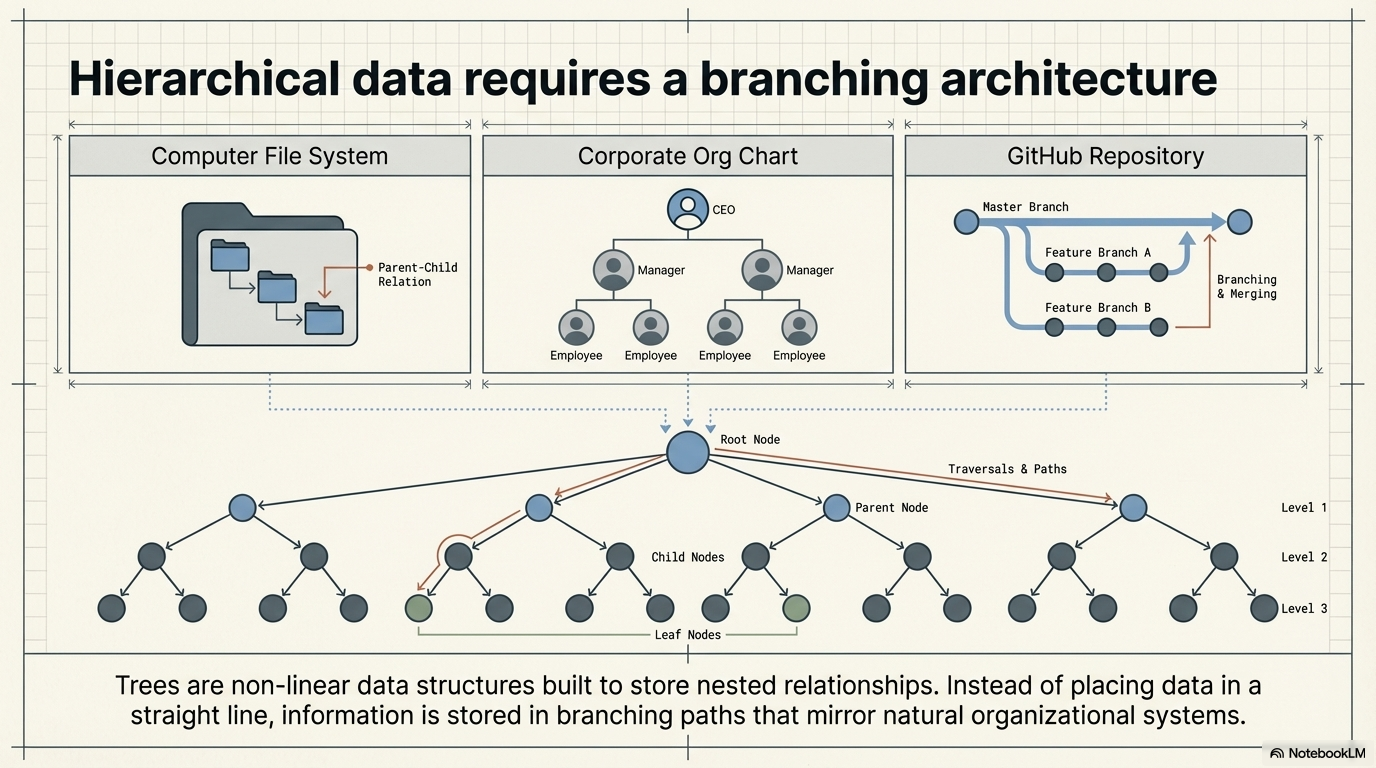 Hierarchical data requires a branching architecture
Computer File System
Parent-Child
Relation
Corporate Org Chart
CEO
Manager
Manager
Employee
Employee
Employee
Employee
GitHub Repository
Master Branch
Feature Branch A
Feature Branch B
Branching
& Merging
Root Node
Traversals & Paths
Parent Node
Level 1
Child Nodes
Level 2
Level 3
Leaf Nodes
Trees are non-linear data structures built to store nested relationships. Instead of placing data in a
straight line, information is stored in branching paths that mirror natural organizational systems.
NotebookLM